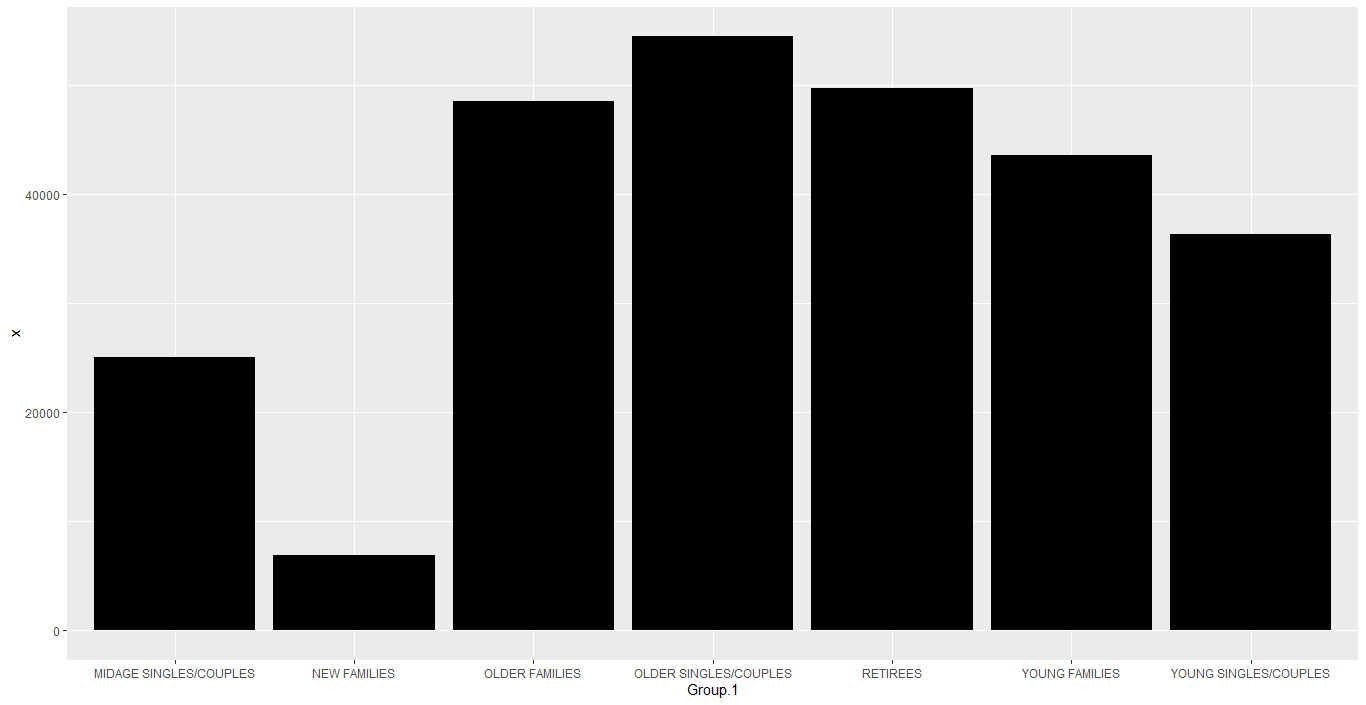 40000
20000
0
x
MIDAGE SINGLES/COUPLES NEW FAMILIES OLDER FAMILIES OLDER SINGLES/COUPLES RETIREES YOUNG FAMILIES YOUNG SINGLES/COUPLES
Group.1